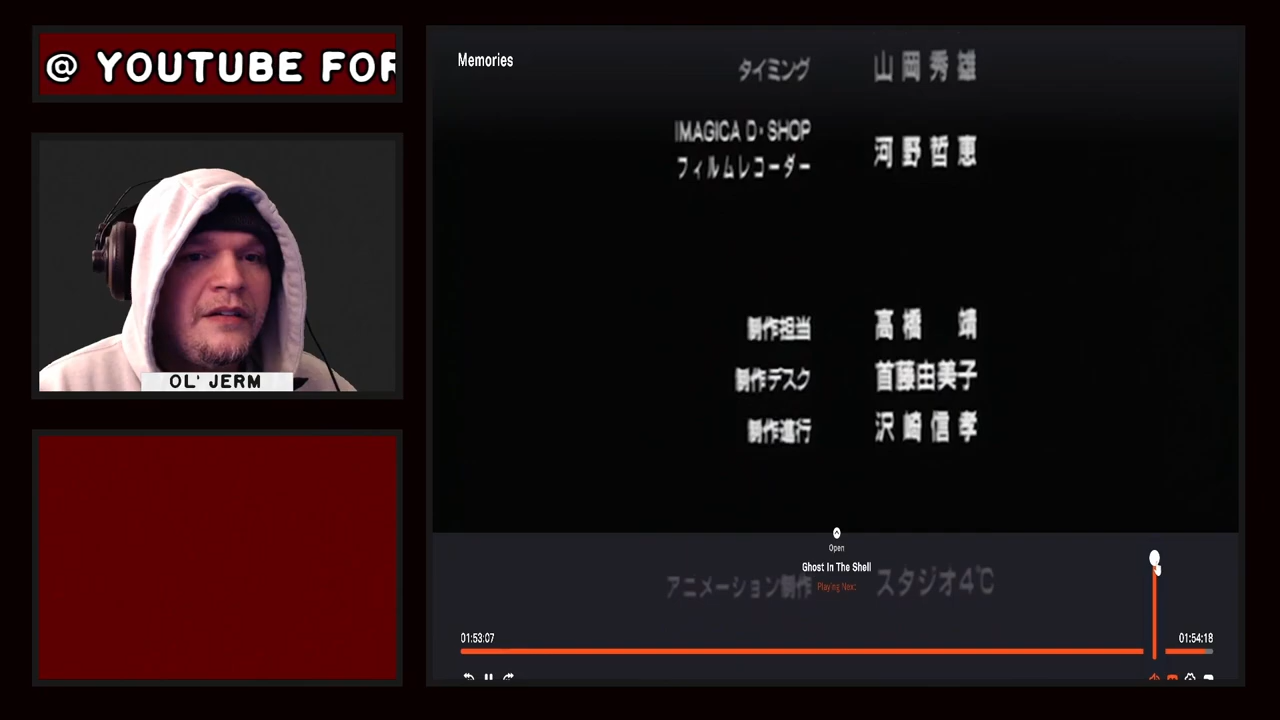 @ YOUTUBE FOR
OL' JERM
Memories
タイミング 山岡秀雄
IMAGICA D・SHOP
フィルムレコーダー 河野哲恵
制作担当 高橋 靖
制作デスク 首藤由美子
制作進行 沢崎信孝
Open
Ghost In The Shell
Playing Next
アニメーション制作 スタジオ4℃
01:53:07
01:54:18